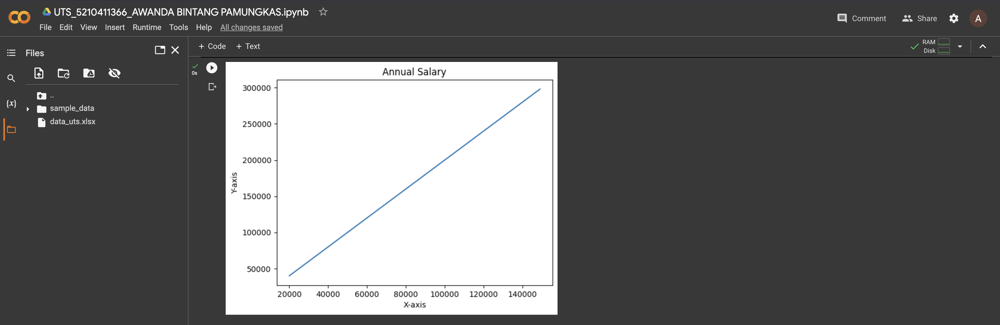 UTS_5210411366_AWANDA BINTANG PAMUNGKAS.ipynb
File Edit View Insert Runtime Tools Help All changes saved
Comment Share A
Files
+ Code + Text
RAM
Disk
..
{x}
sample_data
data_uts.xlsx
0s
Annual Salary
300000
250000
200000
150000
100000
50000
Y-axis
20000 40000 60000 80000 100000 120000 140000
X-axis